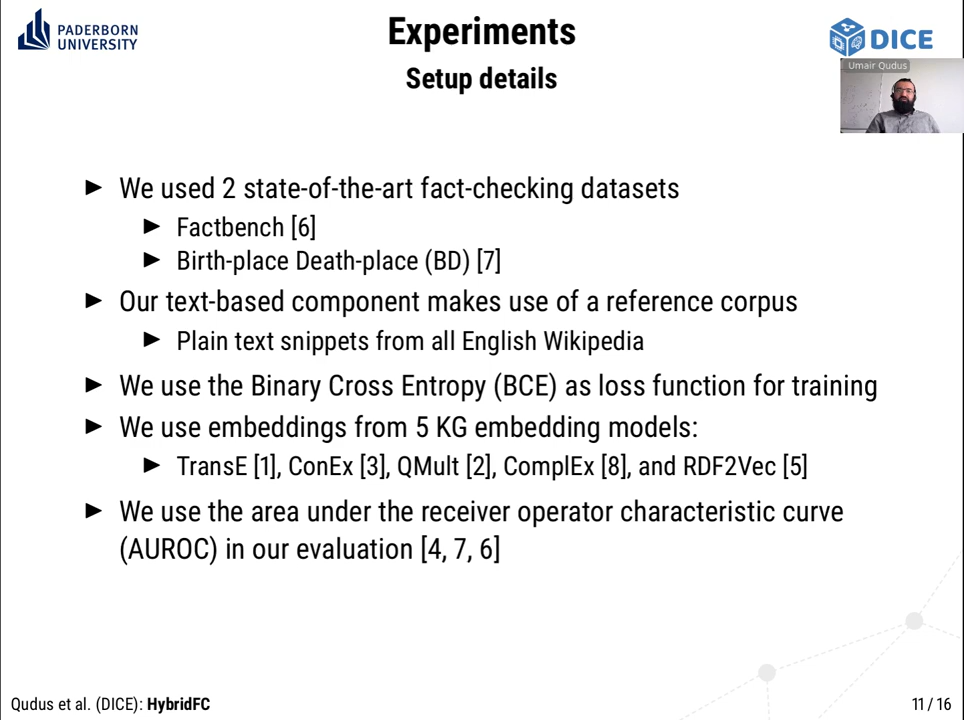 PADERBORN
UNIVERSITY
Experiments
DICE
Setup details
Umair Qudus
► We used 2 state-of-the-art fact-checking datasets
► Factbench [6]
► Birth-place Death-place (BD) [7]
► Our text-based component makes use of a reference corpus
► Plain text snippets from all English Wikipedia
► We use the Binary Cross Entropy (BCE) as loss function for training
► We use embeddings from 5 KG embedding models:
► TransE [1], ConEx [3], QMult [2], ComplEx [8], and RDF2Vec [5]
► We use the area under the receiver operator characteristic curve
(AUROC) in our evaluation [4, 7, 6]
Qudus et al. (DICE): HybridFC
11 / 16